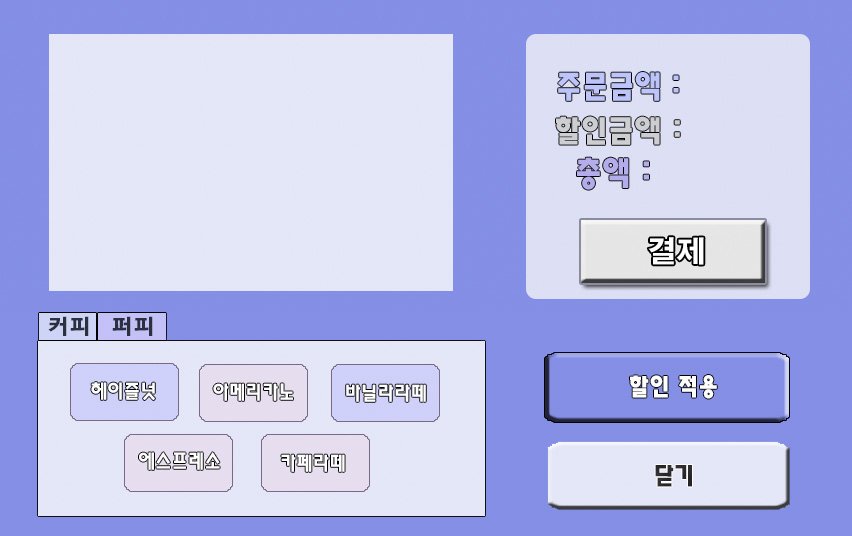 주문금액 :
할인금액 :
총액 :
결제
커피 퍼피
헤이즐넛 아메리카노 바닐라라떼
에스프레소 카페라떼
할인 적용
닫기